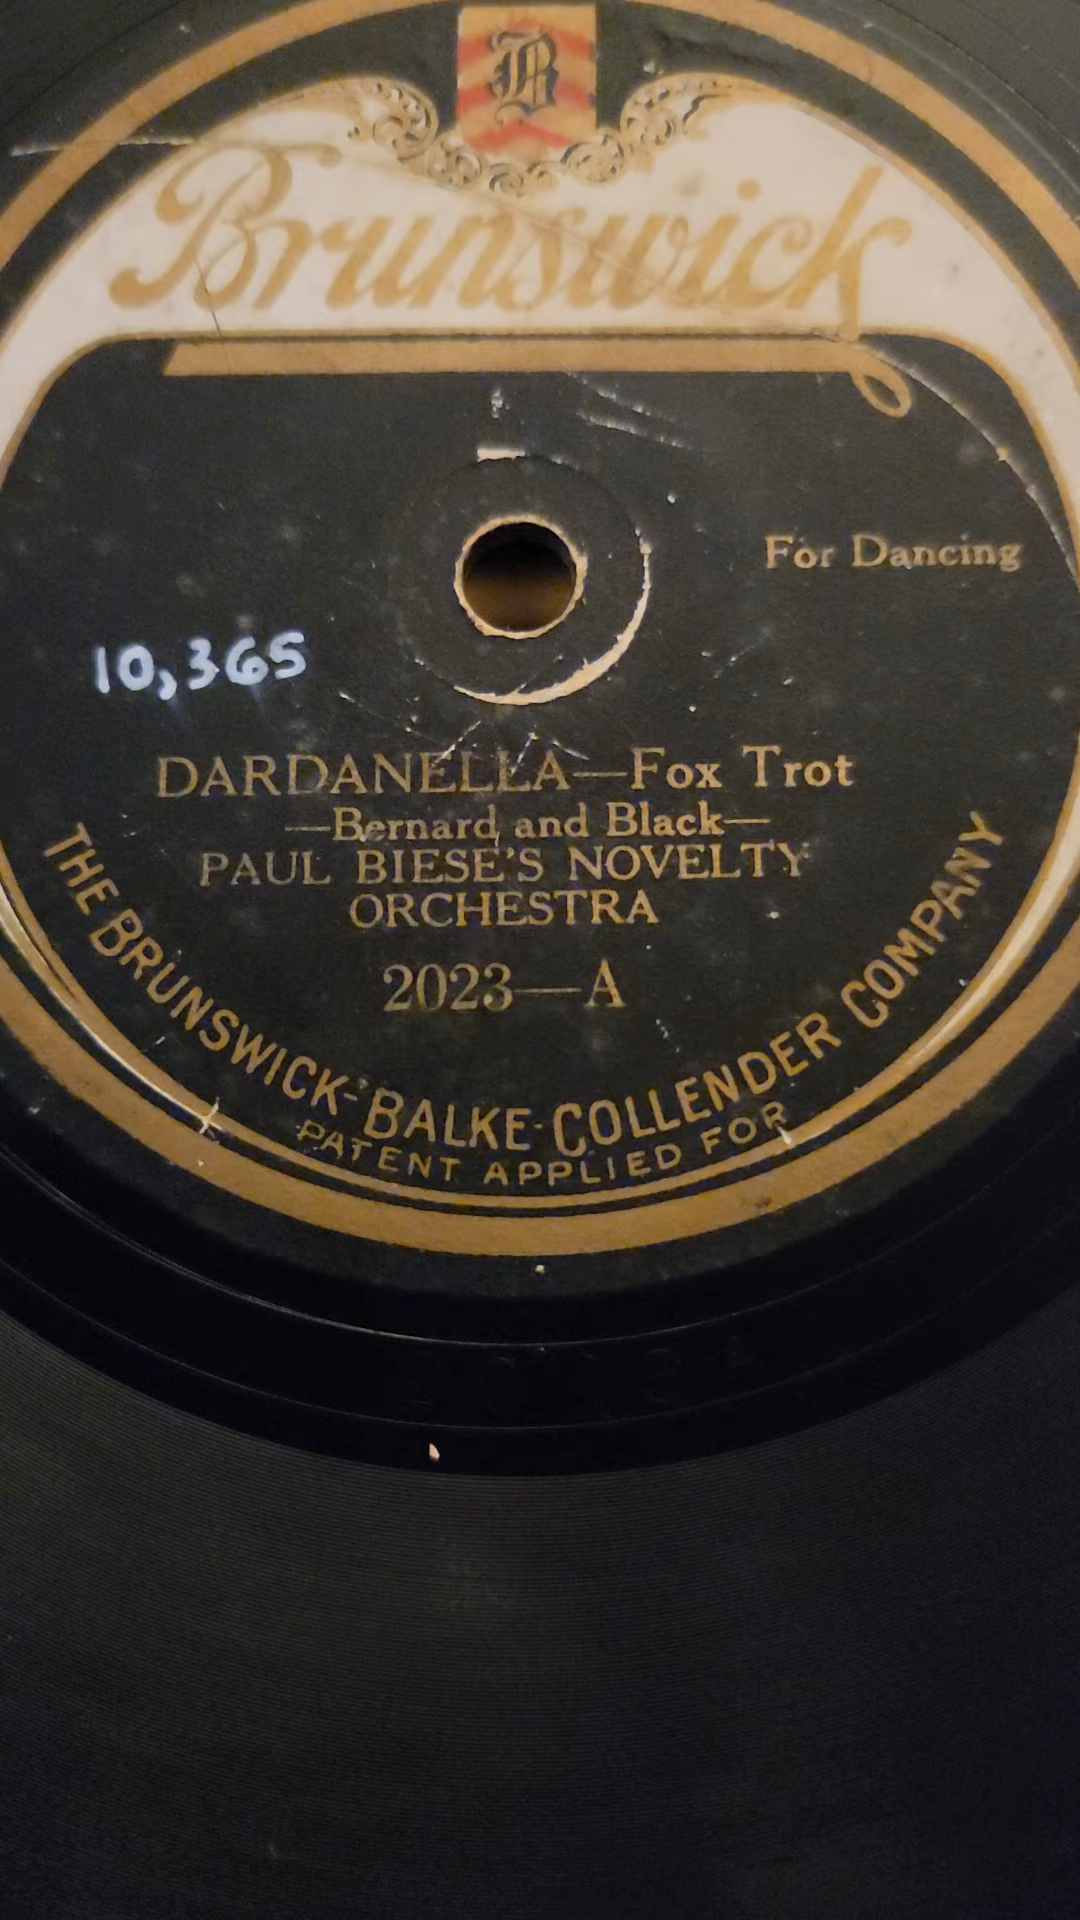 B
Brunswick
For Dancing
10,365
DARDANELLA—Fox Trot
—Bernard and Black—
PAUL BIESE'S NOVELTY
ORCHESTRA
2023—A
THE BRUNSWICK-BALKE-COLLENDER COMPANY
PATENT APPLIED FOR